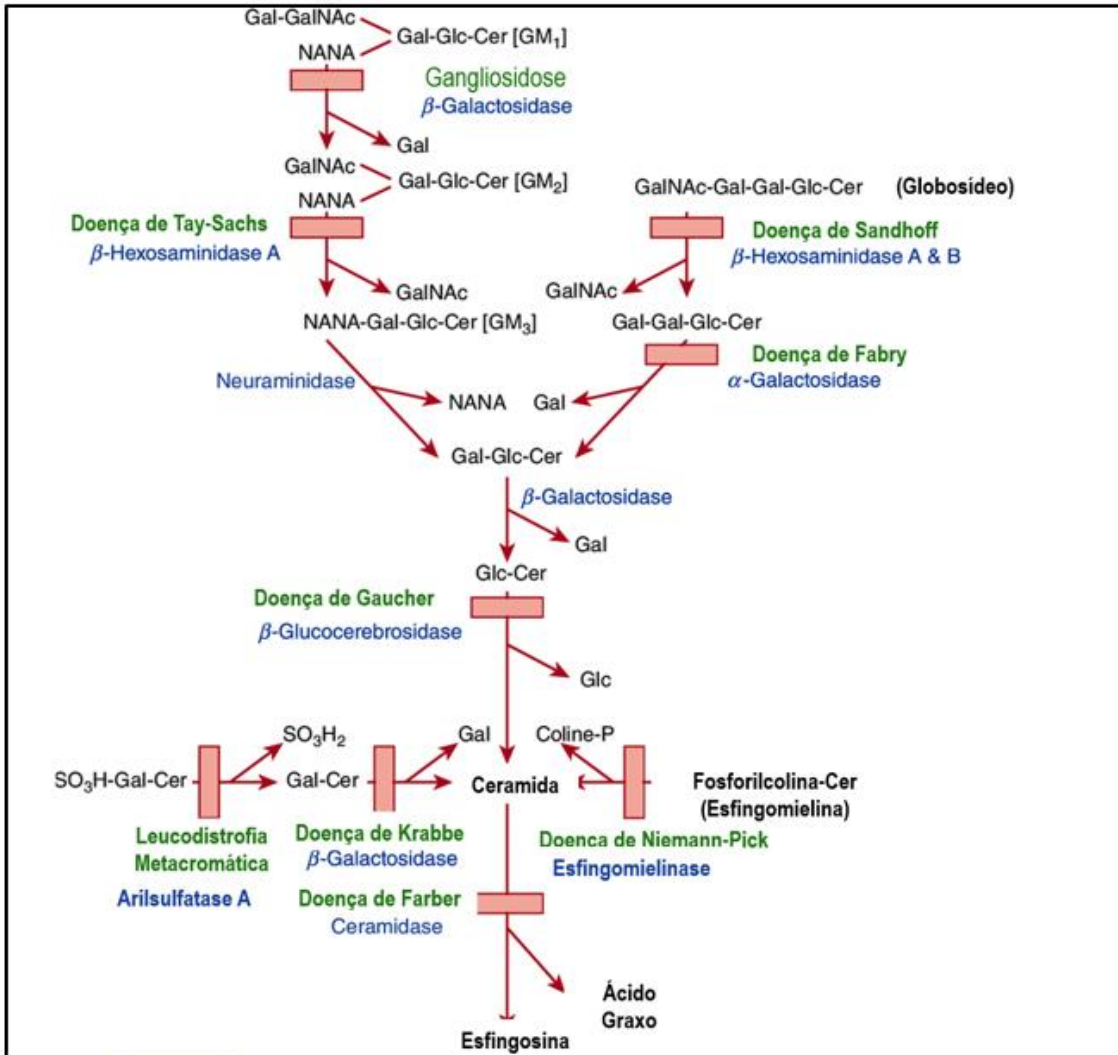 Gal-GalNAc
Gal-Glc-Cer [GM1]
NANA
Gangliosidose
β-Galactosidase
Gal
GalNAc
Gal-Glc-Cer [GM2]
NANA
GalNAc-Gal-Gal-Glc-Cer (Globosídeo)
Doença de Tay-Sachs
β-Hexosaminidase A
Doença de Sandhoff
β-Hexosaminidase A & B
GalNAc
GalNAc
NANA-Gal-Glc-Cer [GM3]
Gal-Gal-Glc-Cer
Doença de Fabry
α-Galactosidase
Neuraminidase
NANA
Gal
Gal-Glc-Cer
β-Galactosidase
Gal
Glc-Cer
Doença de Gaucher
β-Glucocerebrosidase
Glc
SO3H2
Gal
Coline-P
SO3H-Gal-Cer
Gal-Cer
Ceramida
Fosforilcolina-Cer
(Esfingomielina)
Leucodistrofia
Metacromática
Arilsulfatase A
Doença de Krabbe
β-Galactosidase
Doenca de Niemann-Pick
Esfingomielinase
Doença de Farber
Ceramidase
Ácido
Graxo
Esfingosina